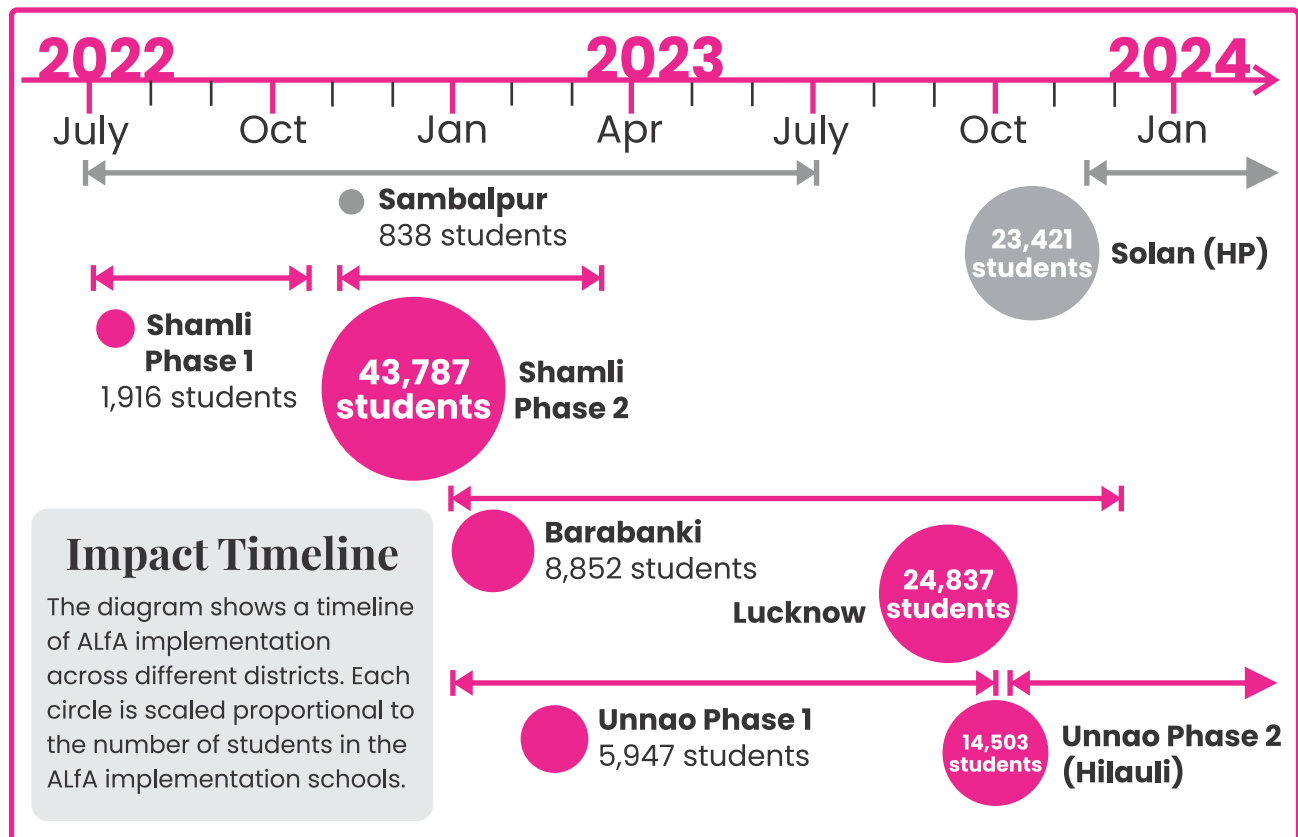 2022 2023 2024
July Oct Jan Apr July Oct Jan
Sambalpur
838 students
23,421
students
Solan (HP)
Shamli
Phase 1
1,916 students
43,787
students
Shamli
Phase 2
Barabanki
8,852 students
Lucknow
24,837
students
Impact Timeline
The diagram shows a timeline
of ALfA implementation
across different districts. Each
circle is scaled proportional to
the number of students in the
ALfA implementation schools.
Unnao Phase 1
5,947 students
14,503
students
Unnao Phase 2
(Hilauli)